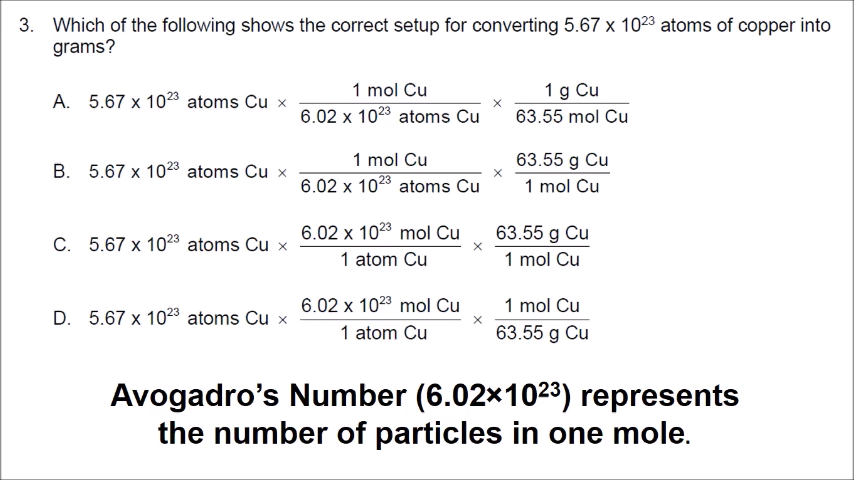 3. Which of the following shows the correct setup for converting 5.67 x 10²³ atoms of copper into
grams?
A. 5.67 x 10²³ atoms Cu × 1 mol Cu / 6.02 x 10²³ atoms Cu × 1 g Cu / 63.55 mol Cu
B. 5.67 x 10²³ atoms Cu × 1 mol Cu / 6.02 x 10²³ atoms Cu × 63.55 g Cu / 1 mol Cu
C. 5.67 x 10²³ atoms Cu × 6.02 x 10²³ mol Cu / 1 atom Cu × 63.55 g Cu / 1 mol Cu
D. 5.67 x 10²³ atoms Cu × 6.02 x 10²³ mol Cu / 1 atom Cu × 1 mol Cu / 63.55 g Cu
Avogadro’s Number (6.02×10²³) represents
the number of particles in one mole.